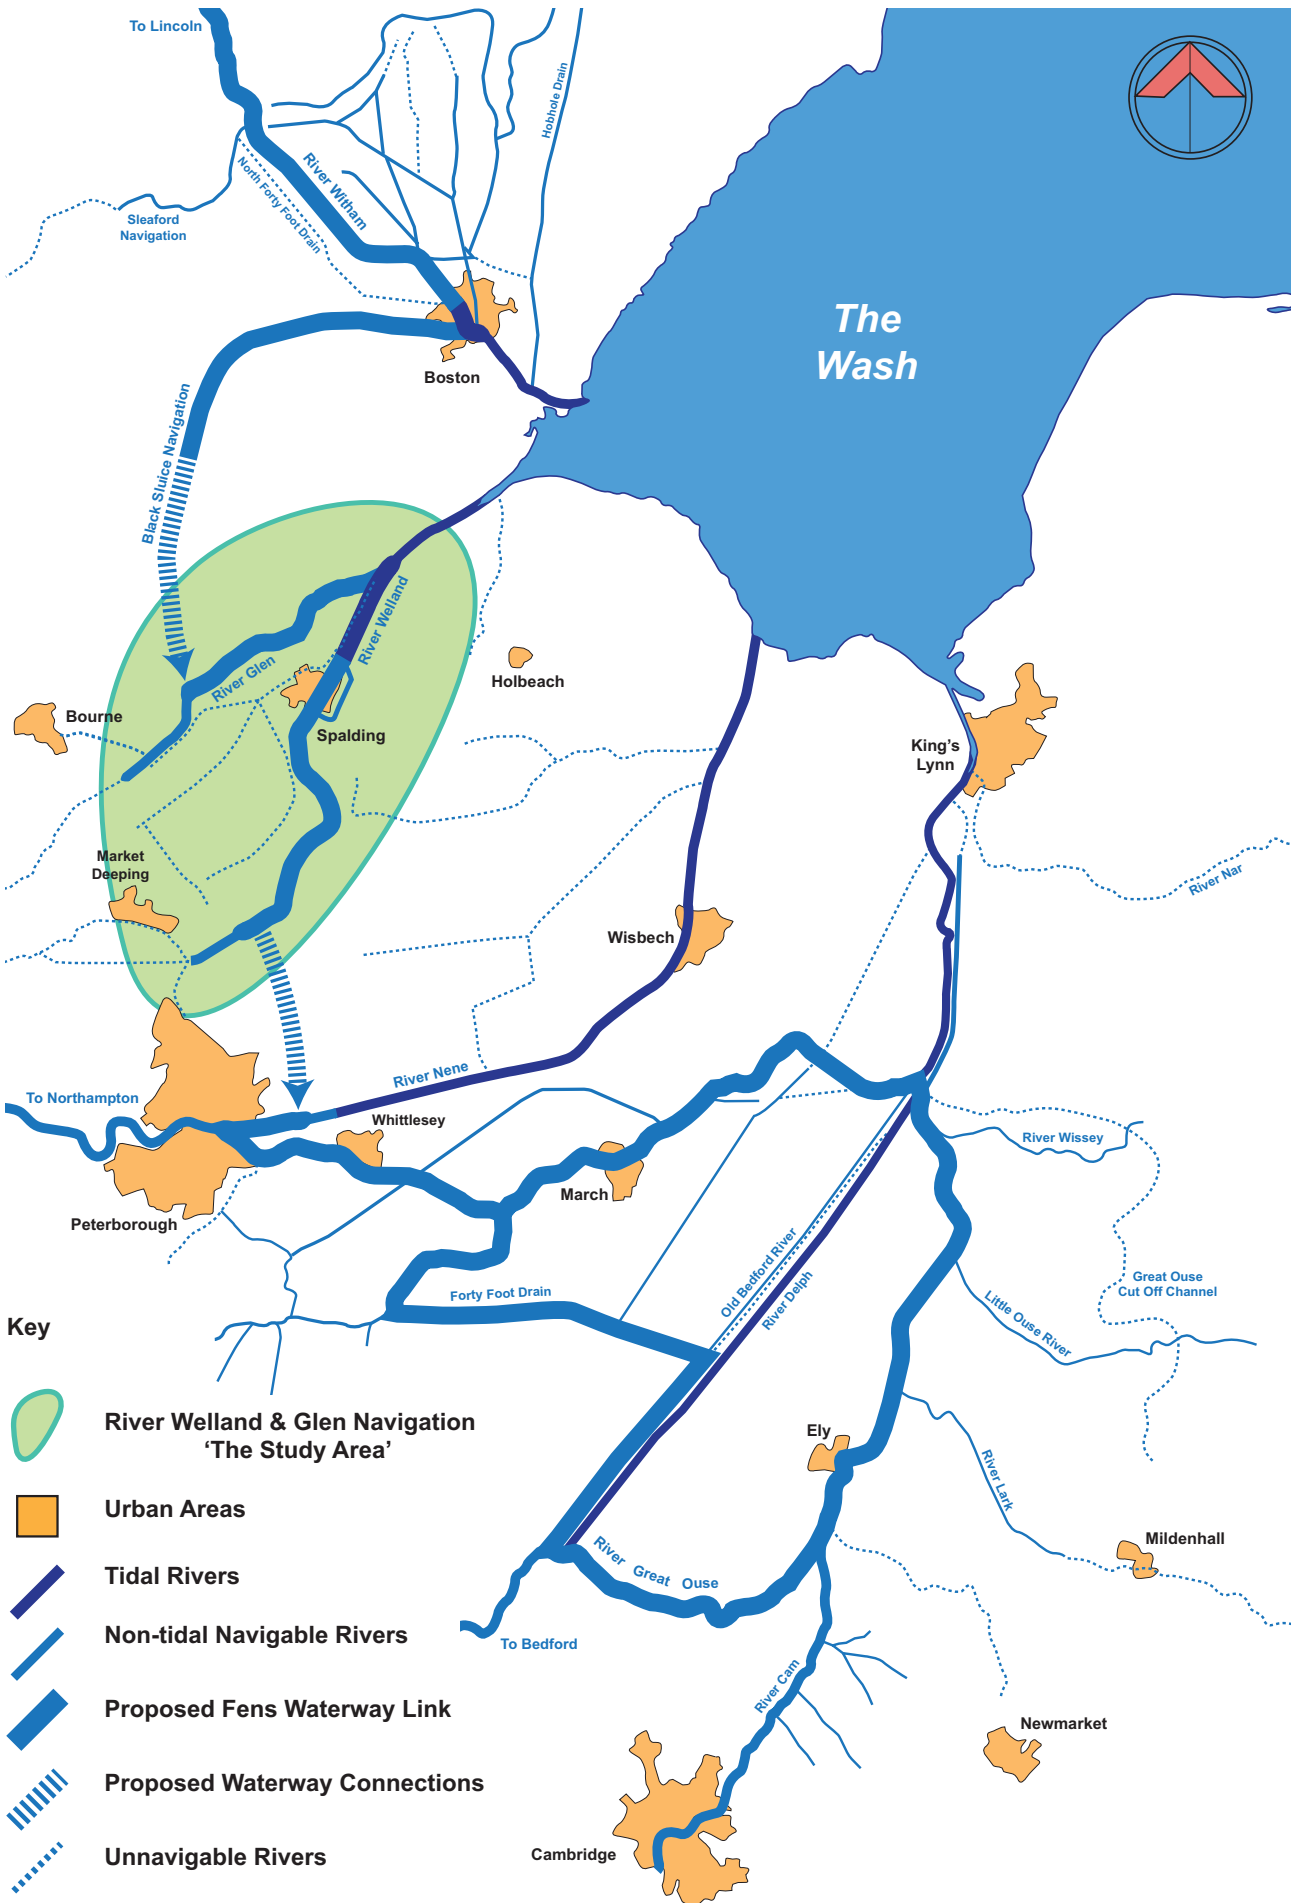 To Lincoln
Hobhole Drain
River Witham
North Forty Foot Drain
Sleaford
Navigation
The
Wash
Boston
Black Sluice Navigation
River Welland
River Glen
Holbeach
Bourne
Spalding
King's
Lynn
Market
Deeping
River Nar
Wisbech
River Nene
To Northampton
Whittlesey
River Wissey
March
Peterborough
Old Bedford River
River Delph
Great Ouse
Cut Off Channel
Forty Foot Drain
Little Ouse River
Key
River Welland & Glen Navigation
'The Study Area'
Ely
River Lark
Urban Areas
Mildenhall
Tidal Rivers
River Great Ouse
Non-tidal Navigable Rivers
To Bedford
River Cam
Proposed Fens Waterway Link
Newmarket
Proposed Waterway Connections
Unnavigable Rivers
Cambridge